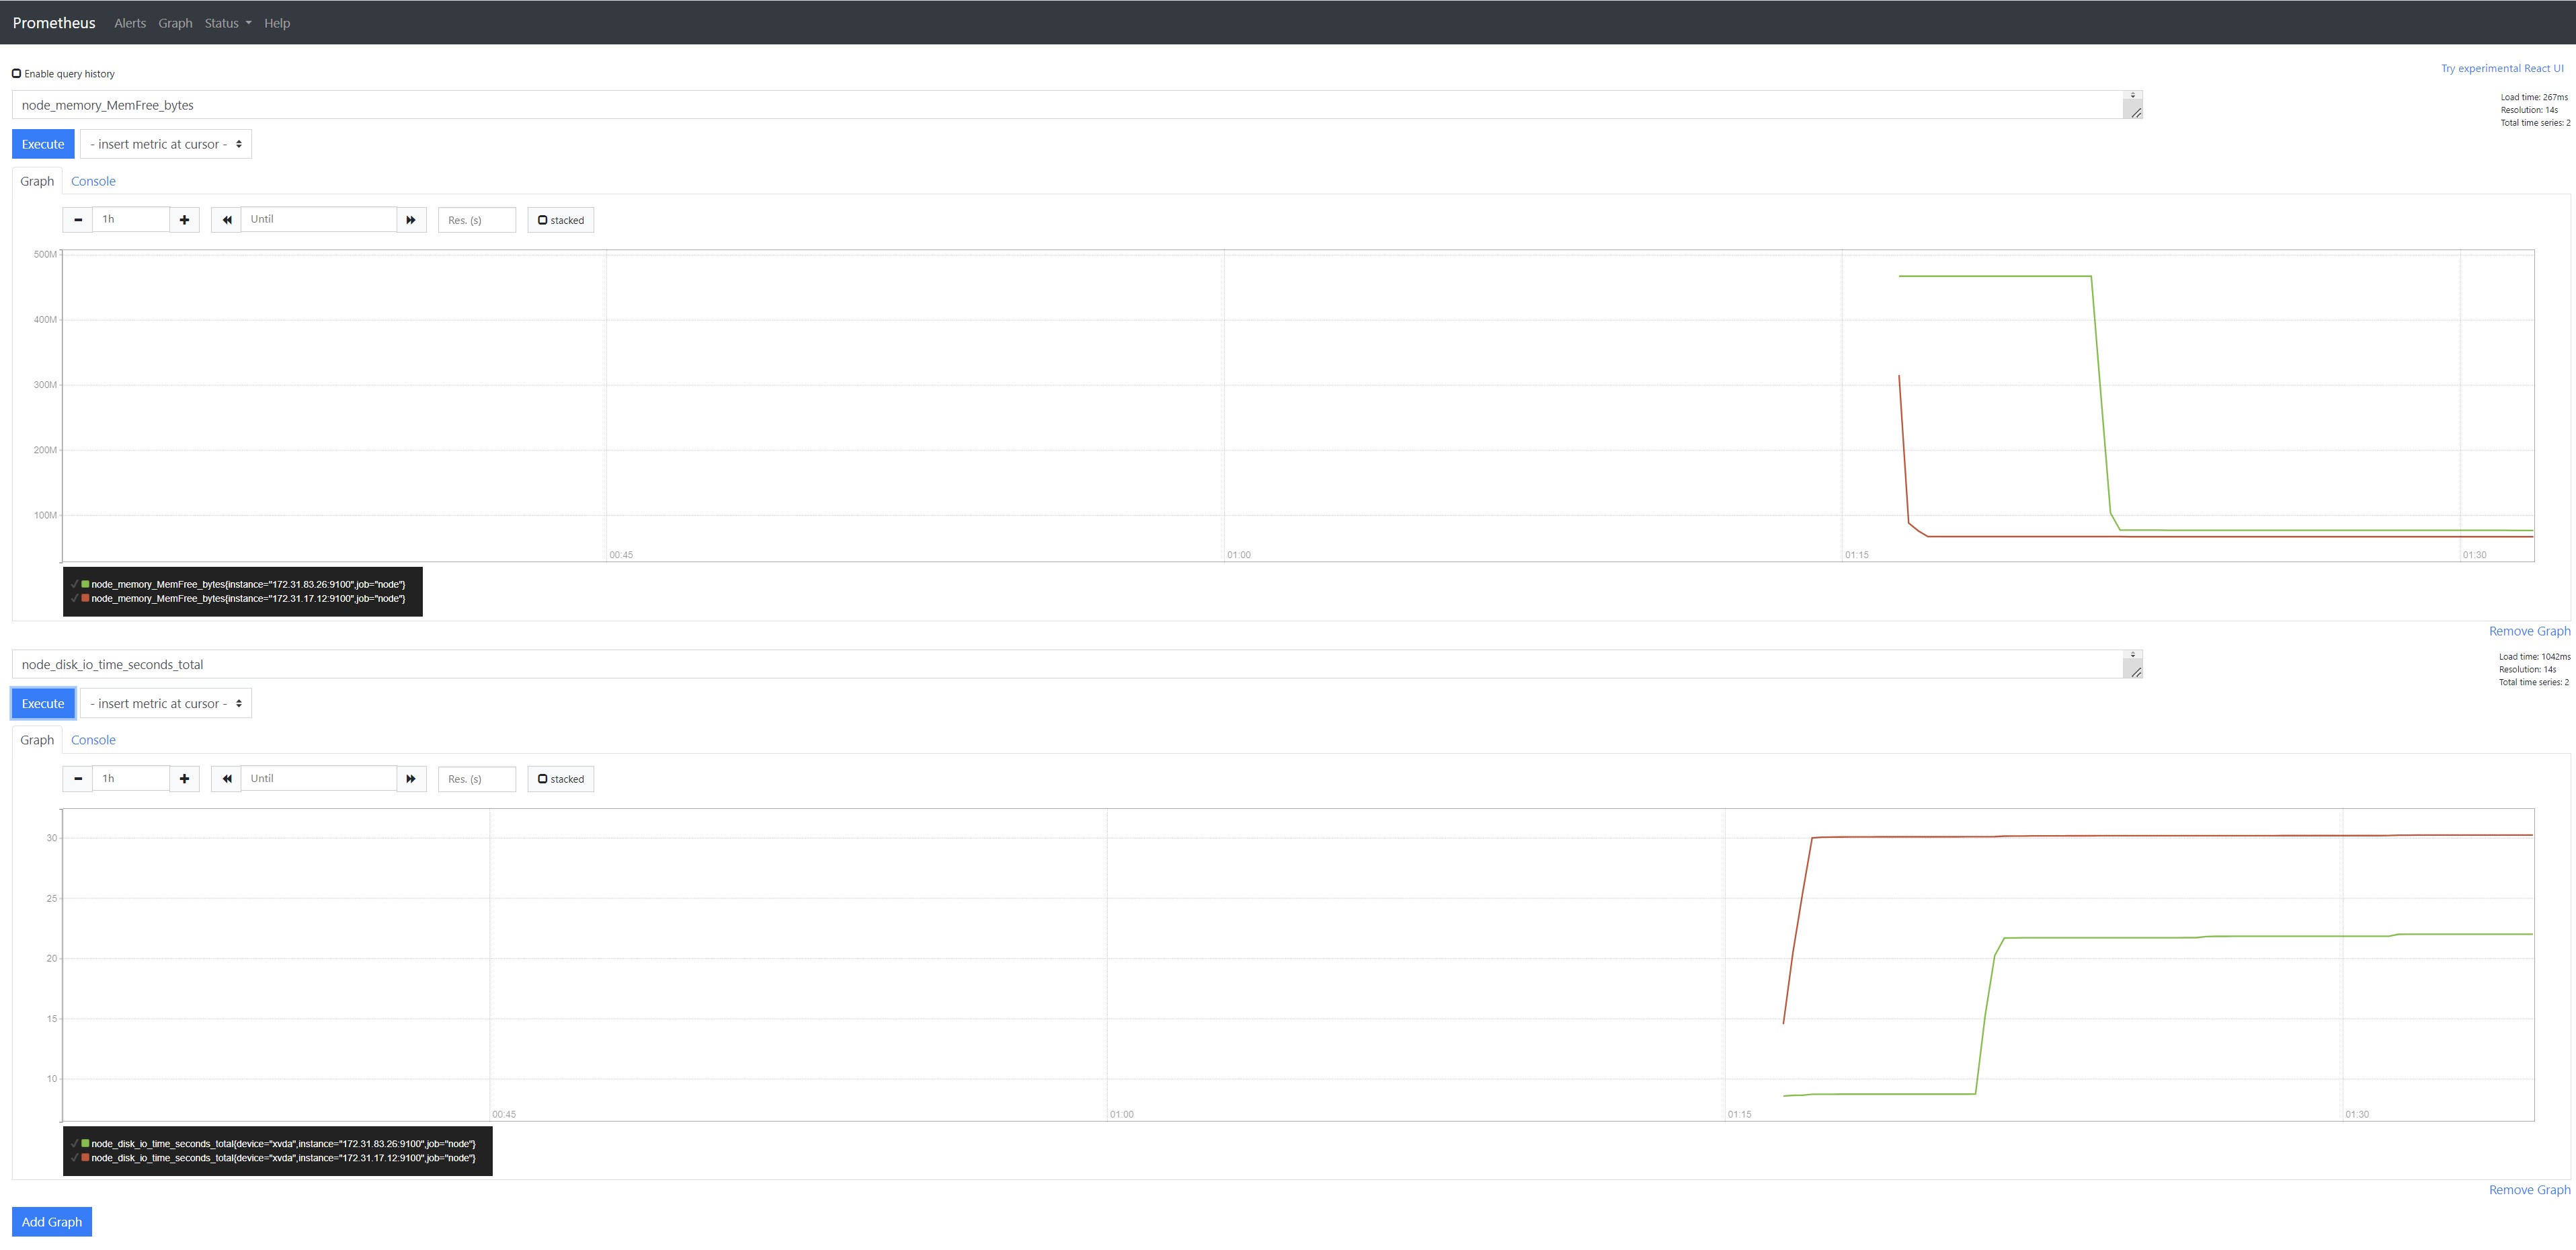 Prometheus Alerts Graph Status Help
Enable query history
Try experimental React UI
node_memory_MemFree_bytes
Load time: 267ms
Resolution: 14s
Total time series: 2
Execute - insert metric at cursor -
Graph Console
1h Until Res. (s) stacked
500M
400M
300M
200M
100M
00:45 01:00 01:15 01:30
node_memory_MemFree_bytes{instance="172.31.83.26:9100",job="node"}
node_memory_MemFree_bytes{instance="172.31.17.12:9100",job="node"}
Remove Graph
node_disk_io_time_seconds_total
Load time: 1042ms
Resolution: 14s
Total time series: 2
Execute - insert metric at cursor -
Graph Console
1h Until Res. (s) stacked
30
25
20
15
10
00:45 01:00 01:15 01:30
node_disk_io_time_seconds_total{device="xvda",instance="172.31.83.26:9100",job="node"}
node_disk_io_time_seconds_total{device="xvda",instance="172.31.17.12:9100",job="node"}
Remove Graph
Add Graph